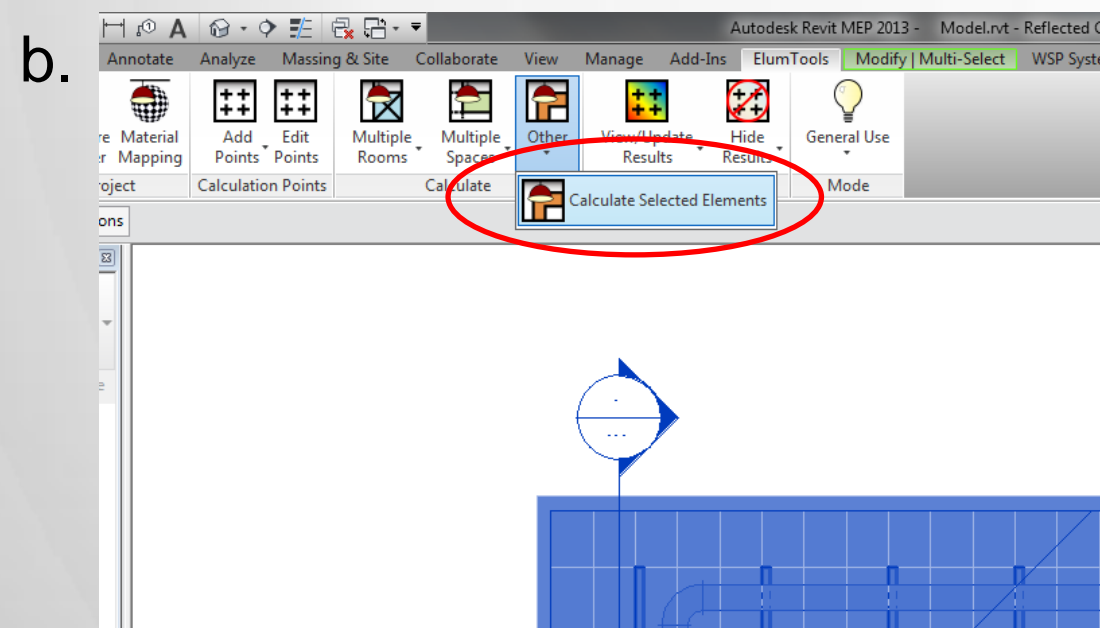 b.
A
Autodesk Revit MEP 2013 - Model.rvt - Reflected C
Annotate Analyze Massing & Site Collaborate View Manage Add-Ins ElumTools Modify | Multi-Select WSP Syste
re Material Mapping
Add Points
Edit Points
Multiple Rooms
Multiple Spaces
Other
View/Update Results
Hide Results
General Use
roject Calculation Points Calculate Mode
Calculate Selected Elements
ons